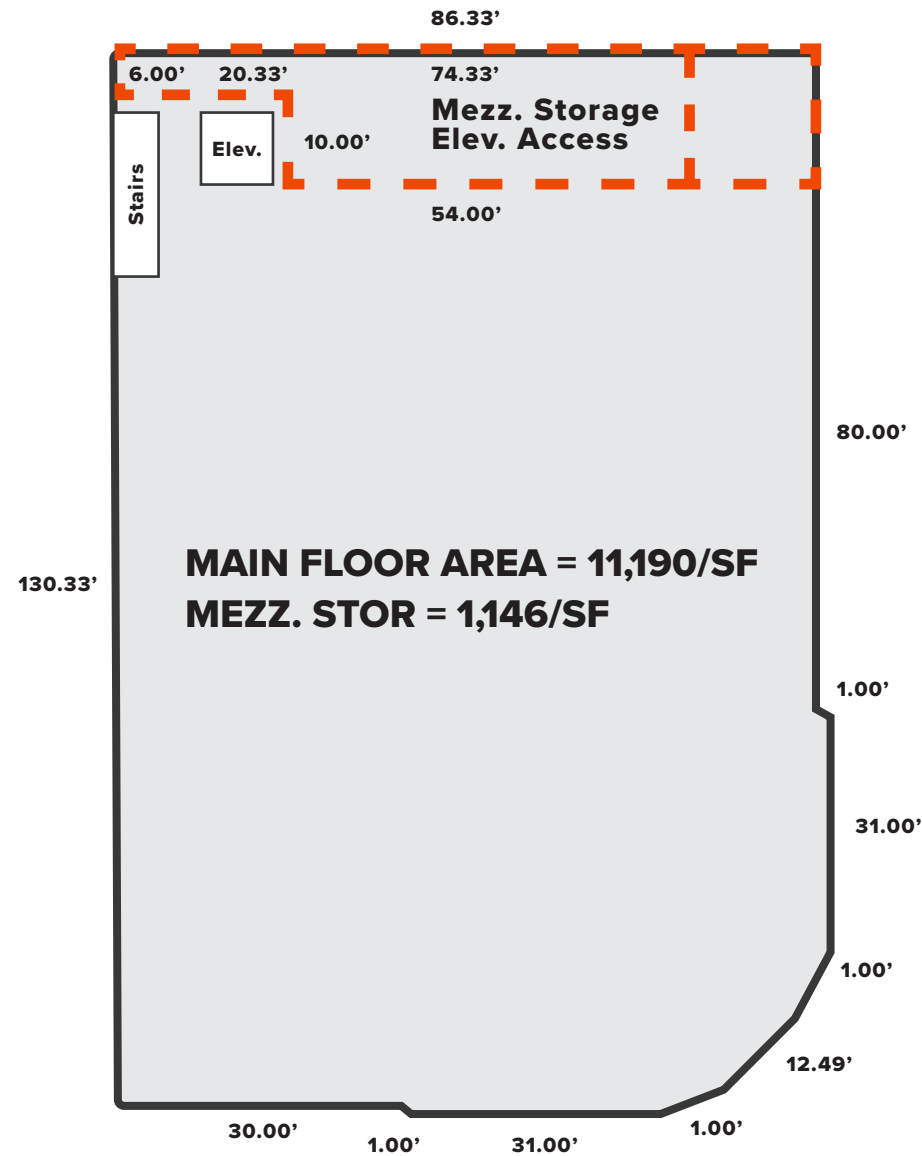 86.33’
6.00’
20.33’
74.33’
Mezz. Storage
Elev. Access
Elev.
10.00’
Stairs
54.00’
80.00’
MAIN FLOOR AREA = 11,190/SF
130.33’
MEZZ. STOR = 1,146/SF
1.00’
31.00’
1.00’
12.49’
30.00’
1.00’
31.00’
1.00’